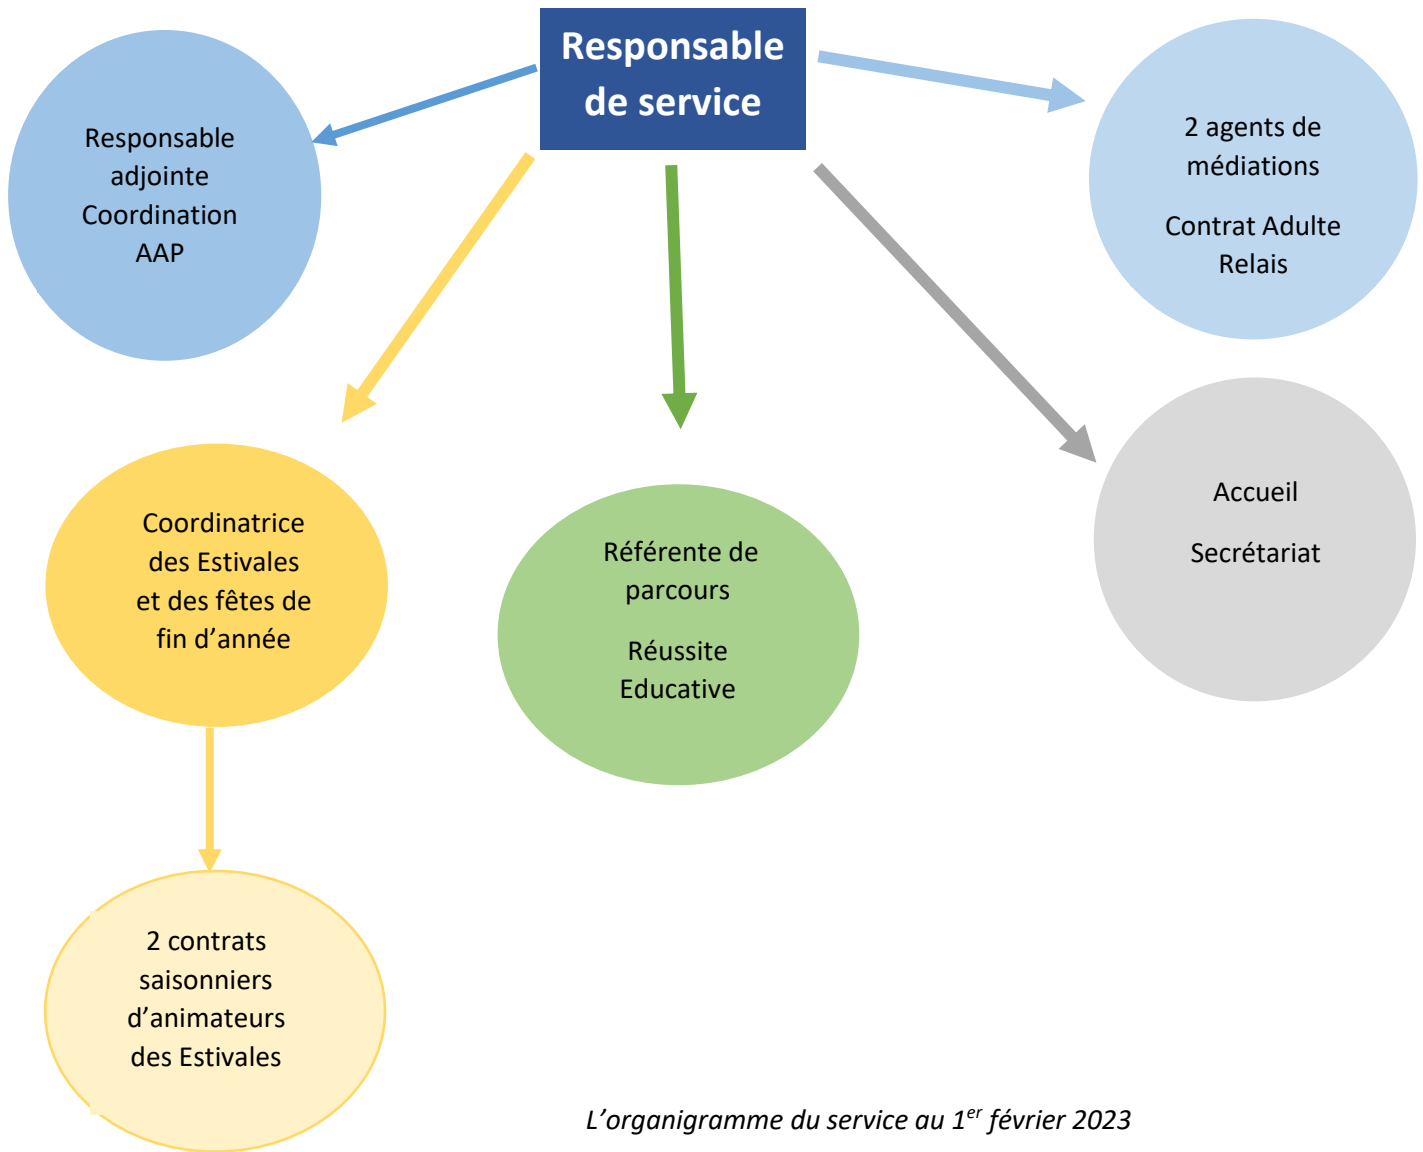 Responsable
de service
Responsable
adjointe
Coordination
AAP
2 agents de
médiations
Contrat Adulte
Relais
Coordinatrice
des Estivales
et des fêtes de
fin d’année
Référente de
parcours
Réussite
Educative
Accueil
Secrétariat
2 contrats
saisonniers
d’animateurs
des Estivales
L’organigramme du service au 1er février 2023